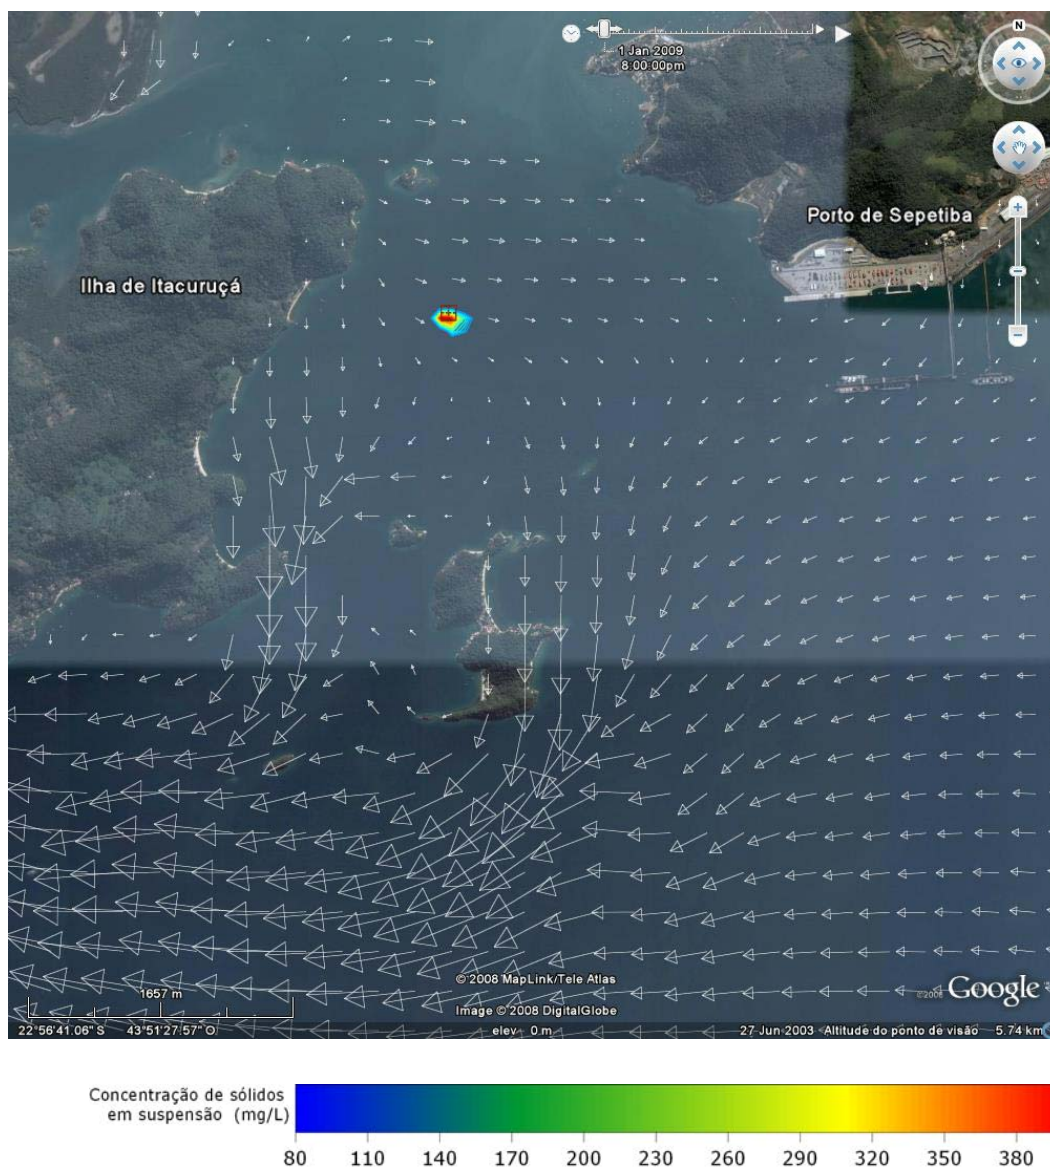 1 Jan 2009
8:00:00pm
N
Porto de Sepetiba
Ilha de Itacuruçá
© 2008 MapLink/Tele Atlas
1657 m
Image © 2008 DigitalGlobe
Google
22°56'41.06" S 43°51'27.57" O
elev 0 m
27 Jun 2003 Altitude do ponto de visão 5.74 km
Concentração de sólidos
em suspensão (mg/L)
80 110 140 170 200 230 260 290 320 350 380